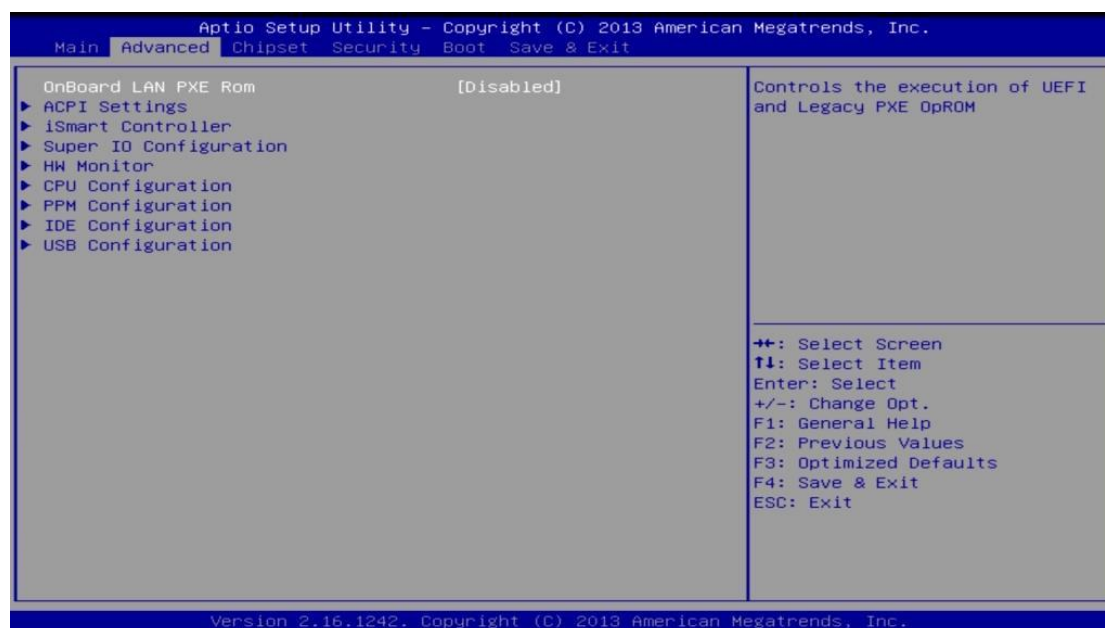 Aptio Setup Utility – Copyright (C) 2013 American Megatrends, Inc.
Main Advanced Chipset Security Boot Save & Exit
OnBoard LAN PXE Rom [Disabled]
▶ ACPI Settings
▶ iSmart Controller
▶ Super IO Configuration
▶ HW Monitor
▶ CPU Configuration
▶ PPM Configuration
▶ IDE Configuration
▶ USB Configuration
Controls the execution of UEFI
and Legacy PXE OpROM
→←: Select Screen
↑↓: Select Item
Enter: Select
+/-: Change Opt.
F1: General Help
F2: Previous Values
F3: Optimized Defaults
F4: Save & Exit
ESC: Exit
Version 2.16.1242. Copyright (C) 2013 American Megatrends, Inc.